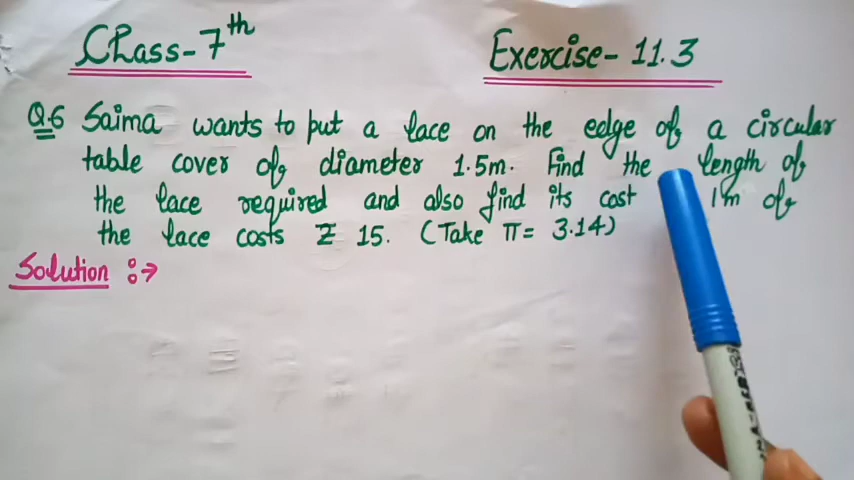 Class-7th
Exercise-11.3
Q.6 Saima wants to put a lace on the edge of a circular
table cover of diameter 1.5m. Find the length of
the lace required and also find its cost 1m of
the lace costs ₹ 15. (Take π = 3.14)
Solution :→